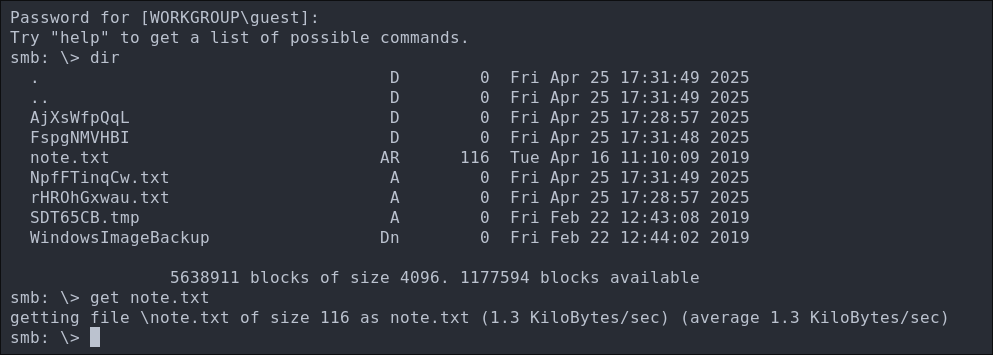 Password for [WORKGROUP\guest]:
Try "help" to get a list of possible commands.
smb: \> dir
  .                                   D        0  Fri Apr 25 17:31:49 2025
  ..                                  D        0  Fri Apr 25 17:31:49 2025
  AjXsWfpQqL                          D        0  Fri Apr 25 17:28:57 2025
  FspgNMVHBI                          D        0  Fri Apr 25 17:31:48 2025
  note.txt                           AR      116  Tue Apr 16 11:10:09 2019
  NpfFTinqCw.txt                      A        0  Fri Apr 25 17:31:49 2025
  rHROhGxwau.txt                      A        0  Fri Apr 25 17:28:57 2025
  SDT65CB.tmp                         A        0  Fri Feb 22 12:43:08 2019
  WindowsImageBackup                 Dn        0  Fri Feb 22 12:44:02 2019
                5638911 blocks of size 4096. 1177594 blocks available
smb: \> get note.txt
getting file \note.txt of size 116 as note.txt (1.3 KiloBytes/sec) (average 1.3 KiloBytes/sec)
smb: \>